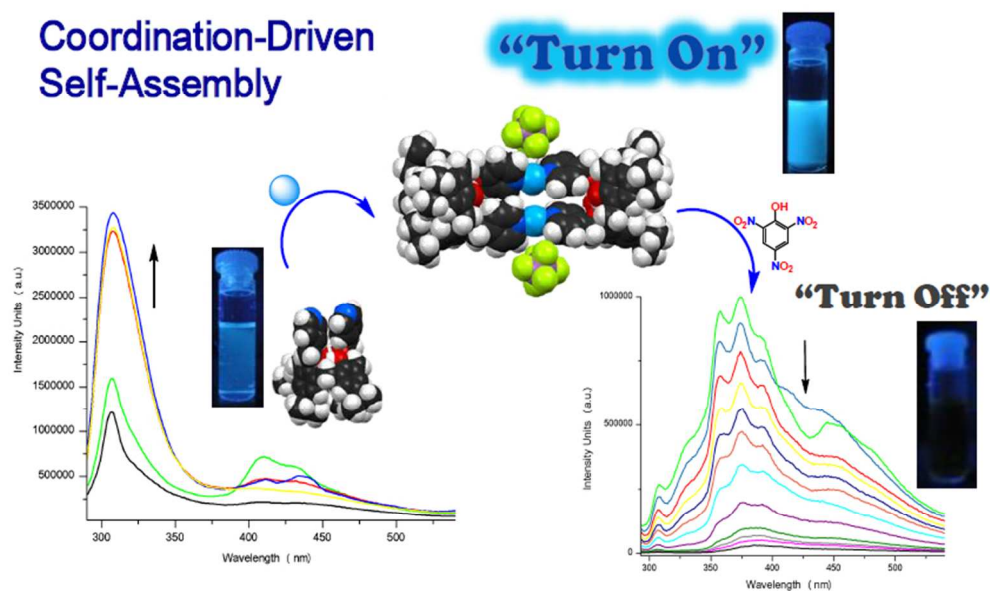 Coordination-Driven
Self-Assembly
“Turn On”
OH
O₂N
NO₂
NO₂
“Turn Off”
3500000
3000000
2500000
2000000
1500000
1000000
500000
Intensity Units ( a.u.)
300
350
400
450
500
Wavelength ( nm)
1000000
500000
0
Intensity Units ( a.u.)
300
350
400
450
500
Wavelength ( nm)